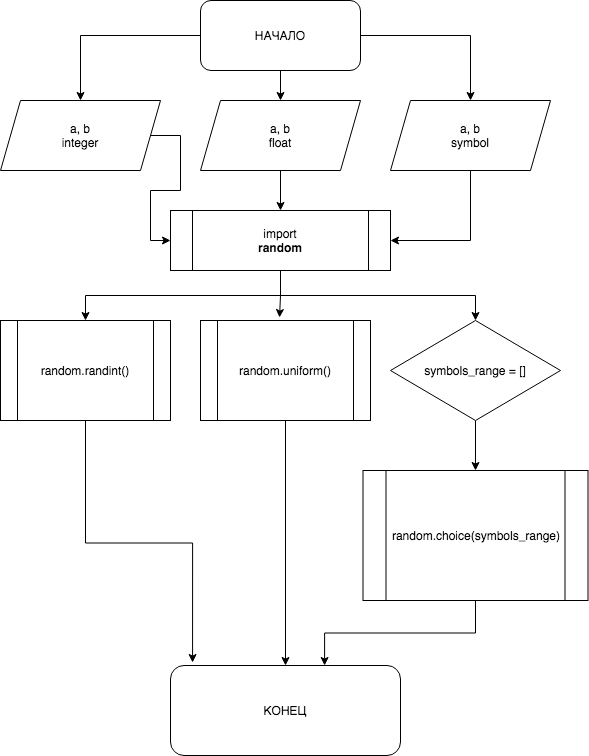 НАЧАЛО
a, b
integer
a, b
float
a, b
symbol
import
random
random.randint()
random.uniform()
symbols_range = []
random.choice(symbols_range)
КОНЕЦ